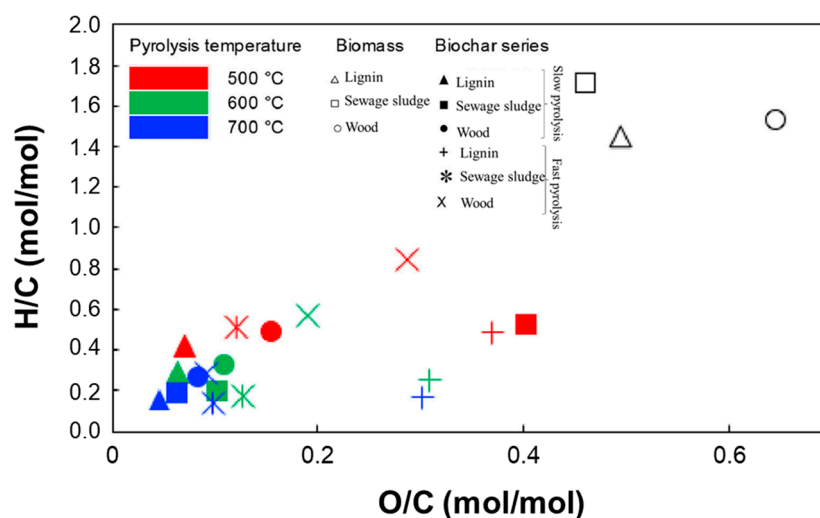 2.0
1.8
1.6
1.4
1.2
1.0
0.8
0.6
0.4
0.2
0.0
H/C (mol/mol)
Pyrolysis temperature
500 °C
600 °C
700 °C
Biomass
Lignin
Sewage sludge
Wood
Biochar series
Lignin
Sewage sludge
Wood
Slow pyrolysis
Lignin
Sewage sludge
Wood
Fast pyrolysis
0
0.2
0.4
0.6
O/C (mol/mol)